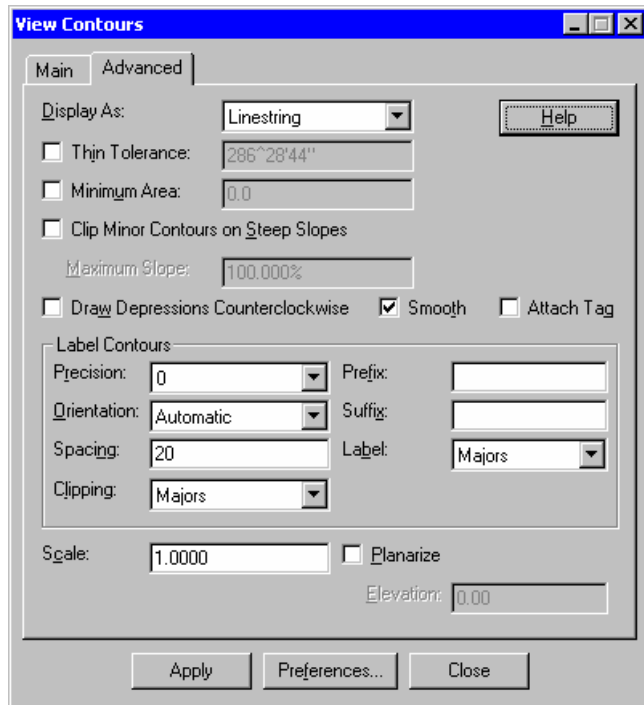 View Contours
Main Advanced
Display As: Linestring Help
Thin Tolerance: 286^28'44"
Minimum Area: 0.0
Clip Minor Contours on Steep Slopes
Maximum Slope: 100.000%
Draw Depressions Counterclockwise Smooth Attach Tag
Label Contours
Precision: 0 Prefix:
Orientation: Automatic Suffix:
Spacing: 20 Label: Majors
Clipping: Majors
Scale: 1.0000 Planarize
Elevation: 0.00
Apply Preferences... Close